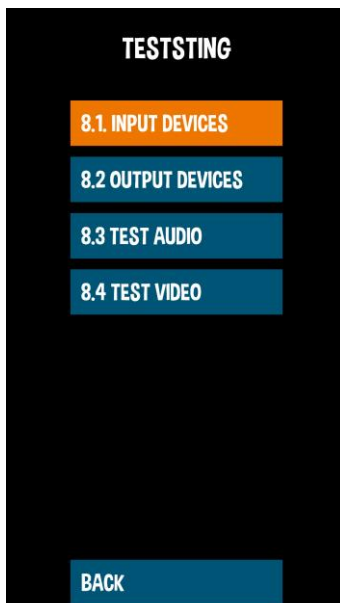 TESTSTING
8.1. INPUT DEVICES
8.2 OUTPUT DEVICES
8.3 TEST AUDIO
8.4 TEST VIDEO
BACK